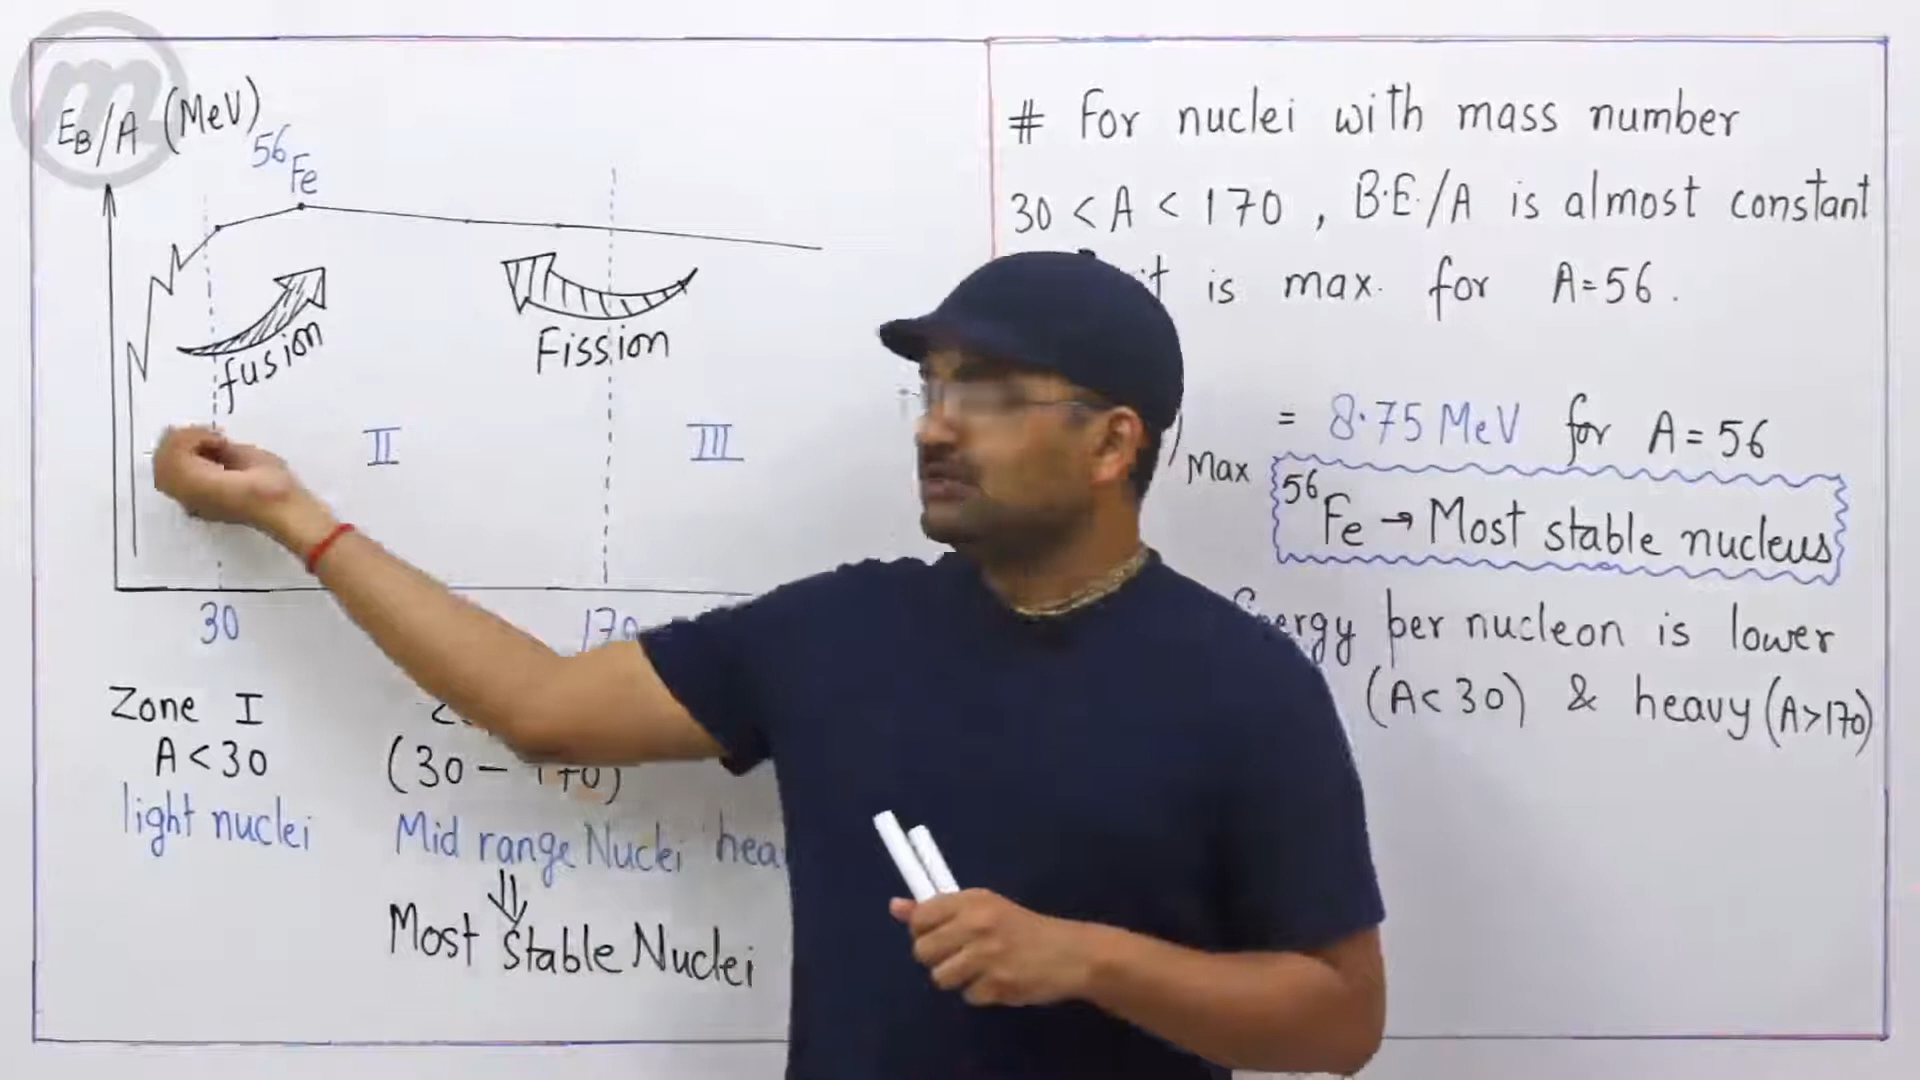 m
E_B/A (MeV)
⁵⁶Fe
fusion
Fission
II
III
30
170
Zone I
A < 30
light nuclei
(30 – 170)
Mid range Nuclei
⇓
Most Stable Nuclei
# For nuclei with mass number
30 < A < 170 , B.E./A is almost constant
is max. for A = 56 .
Max = 8.75 MeV for A = 56
⁵⁶Fe → Most stable nucleus
per nucleon is lower
(A < 30) & heavy (A > 170)